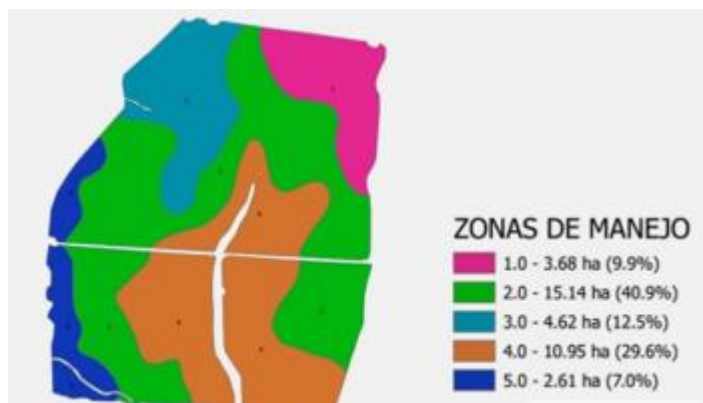 ZONAS DE MANEJO
1.0 - 3.68 ha (9.9%)
2.0 - 15.14 ha (40.9%)
3.0 - 4.62 ha (12.5%)
4.0 - 10.95 ha (29.6%)
5.0 - 2.61 ha (7.0%)